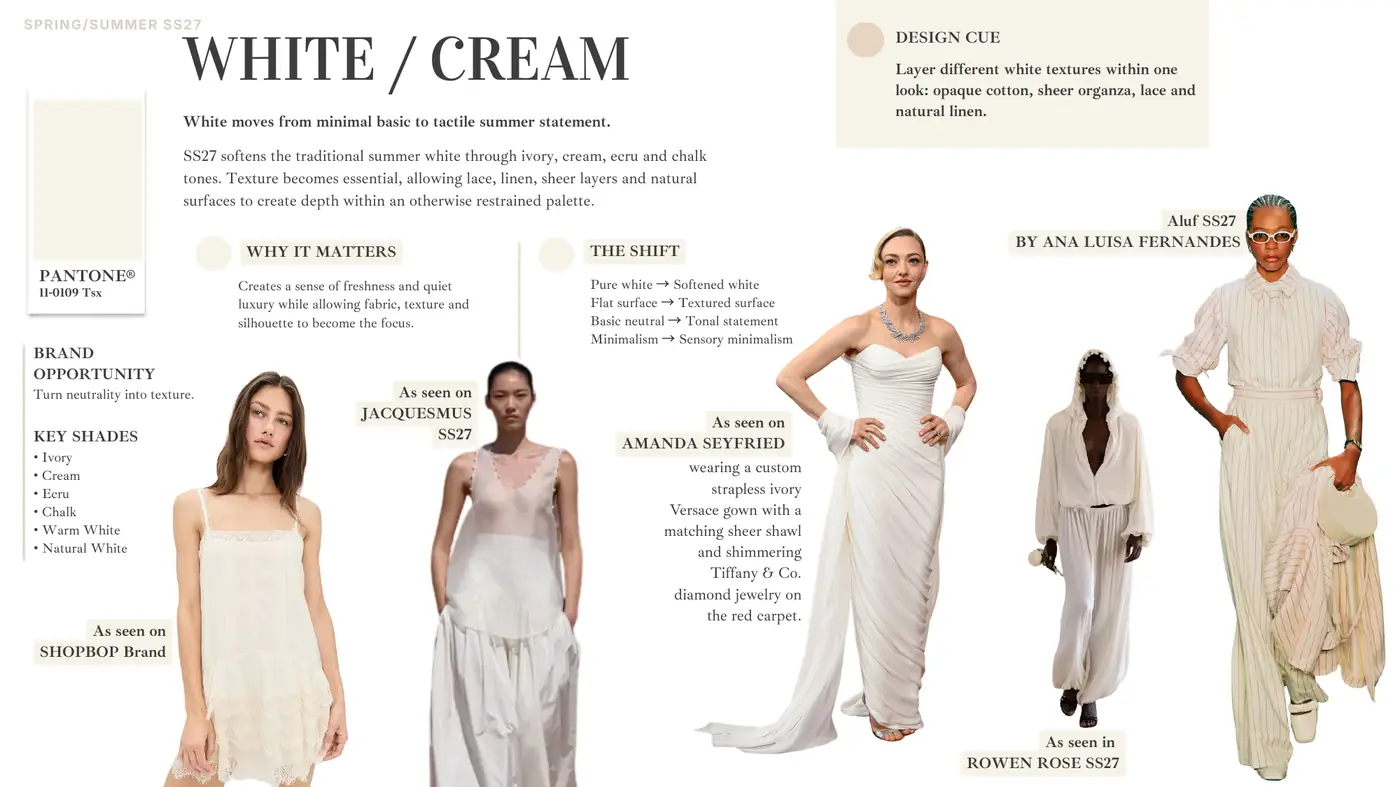 SPRING/SUMMER SS27
WHITE / CREAM
White moves from minimal basic to tactile summer statement.
SS27 softens the traditional summer white through ivory, cream, ecru and chalk
tones. Texture becomes essential, allowing lace, linen, sheer layers and natural
surfaces to create depth within an otherwise restrained palette.
DESIGN CUE
Layer different white textures within one
look: opaque cotton, sheer organza, lace and
natural linen.
PANTONE®
11-0109 Tsx
WHY IT MATTERS
Creates a sense of freshness and quiet
luxury while allowing fabric, texture and
silhouette to become the focus.
THE SHIFT
Pure white → Softened white
Flat surface → Textured surface
Basic neutral → Tonal statement
Minimalism → Sensory minimalism
BRAND
OPPORTUNITY
Turn neutrality into texture.
KEY SHADES
• Ivory
• Cream
• Ecru
• Chalk
• Warm White
• Natural White
As seen on
SHOPBOP Brand
As seen on
JACQUESMUS
SS27
As seen on
AMANDA SEYFRIED
wearing a custom
strapless ivory
Versace gown with a
matching sheer shawl
and shimmering
Tiffany & Co.
diamond jewelry on
the red carpet.
As seen in
ROWEN ROSE SS27
Aluf SS27
BY ANA LUISA FERNANDES